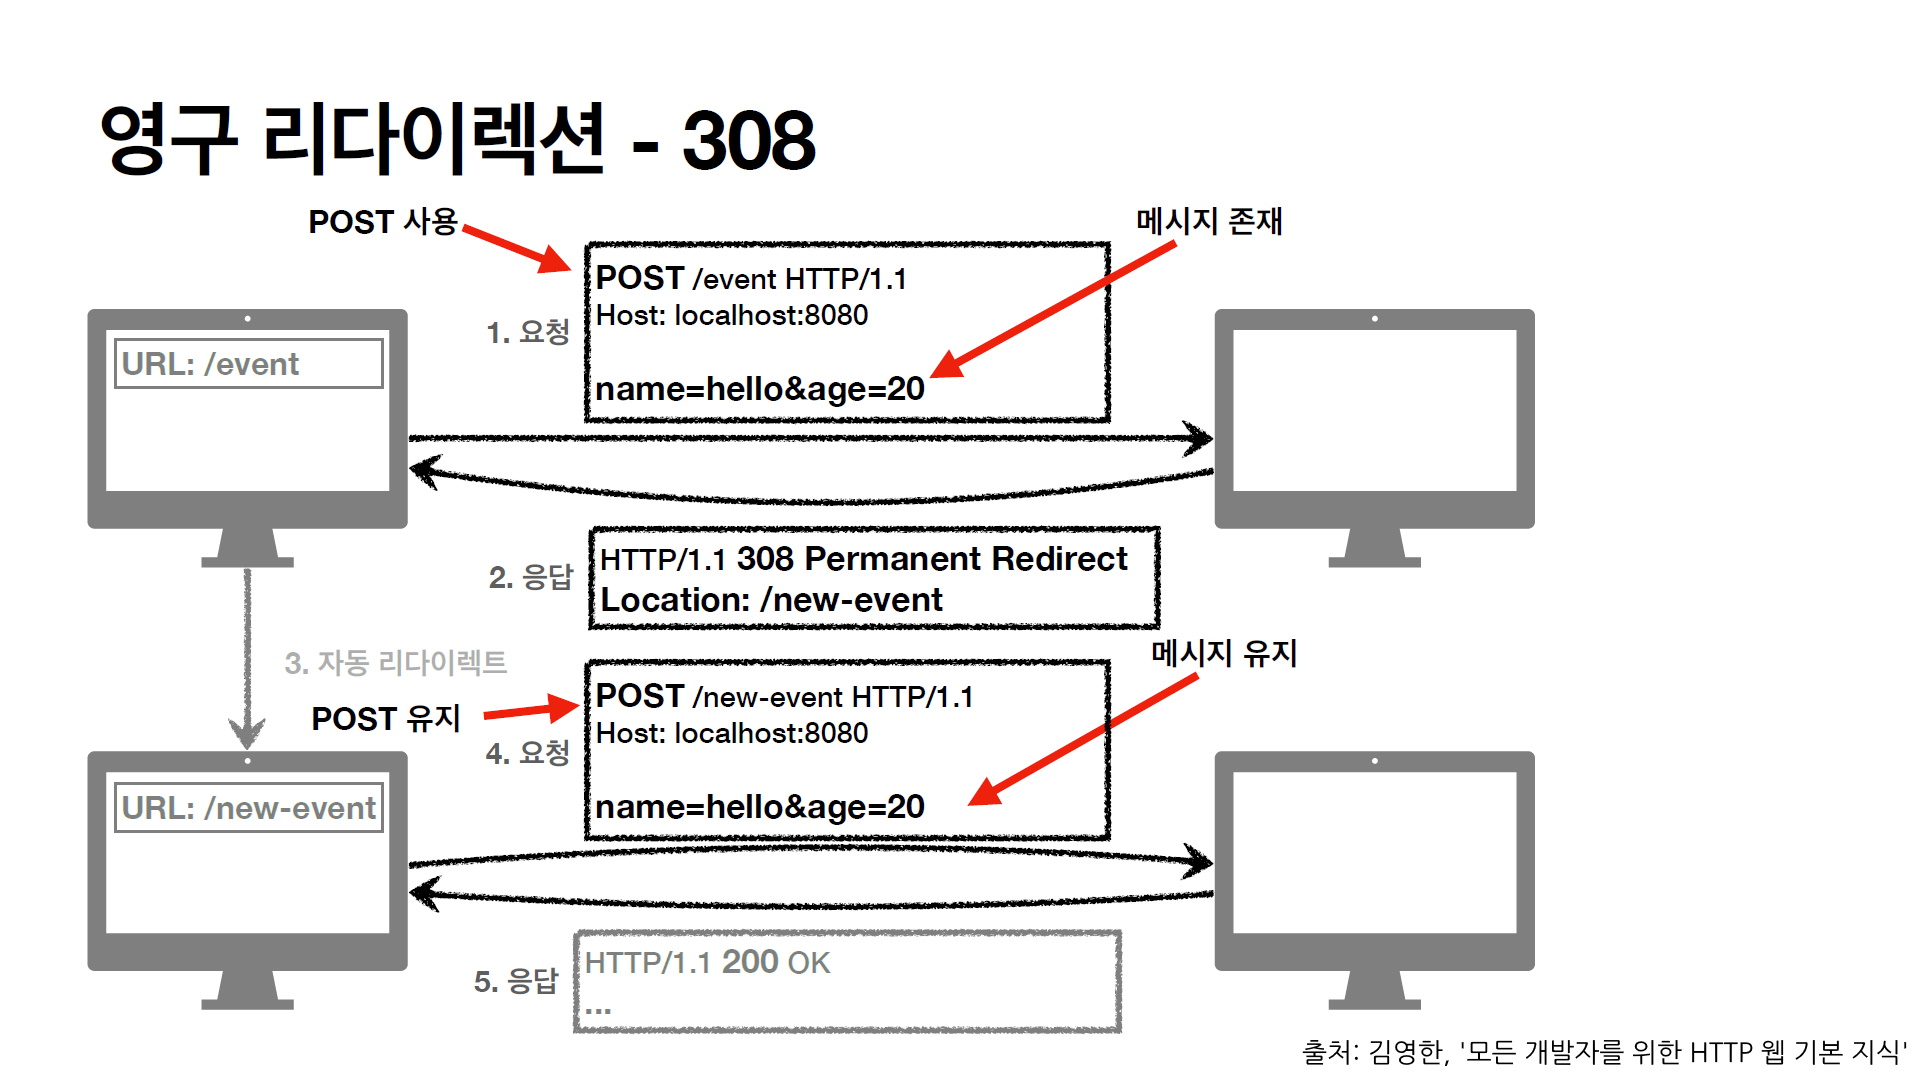 영구 리다이렉션 - 308
POST 사용
메시지 존재
POST /event HTTP/1.1
1. 요청
Host: localhost:8080
URL: /event
name=hello&age=20
HTTP/1.1 308 Permanent Redirect
2. 응답
Location: /new-event
3. 자동 리다이렉트
메시지 유지
POST 유지
POST /new-event HTTP/1.1
4. 요청
Host: localhost:8080
URL: /new-event
name=hello&age=20
HTTP/1.1 200 OK
5. 응답
...
출처: 김영한, '모든 개발자를 위한 HTTP 웹 기본 지식'